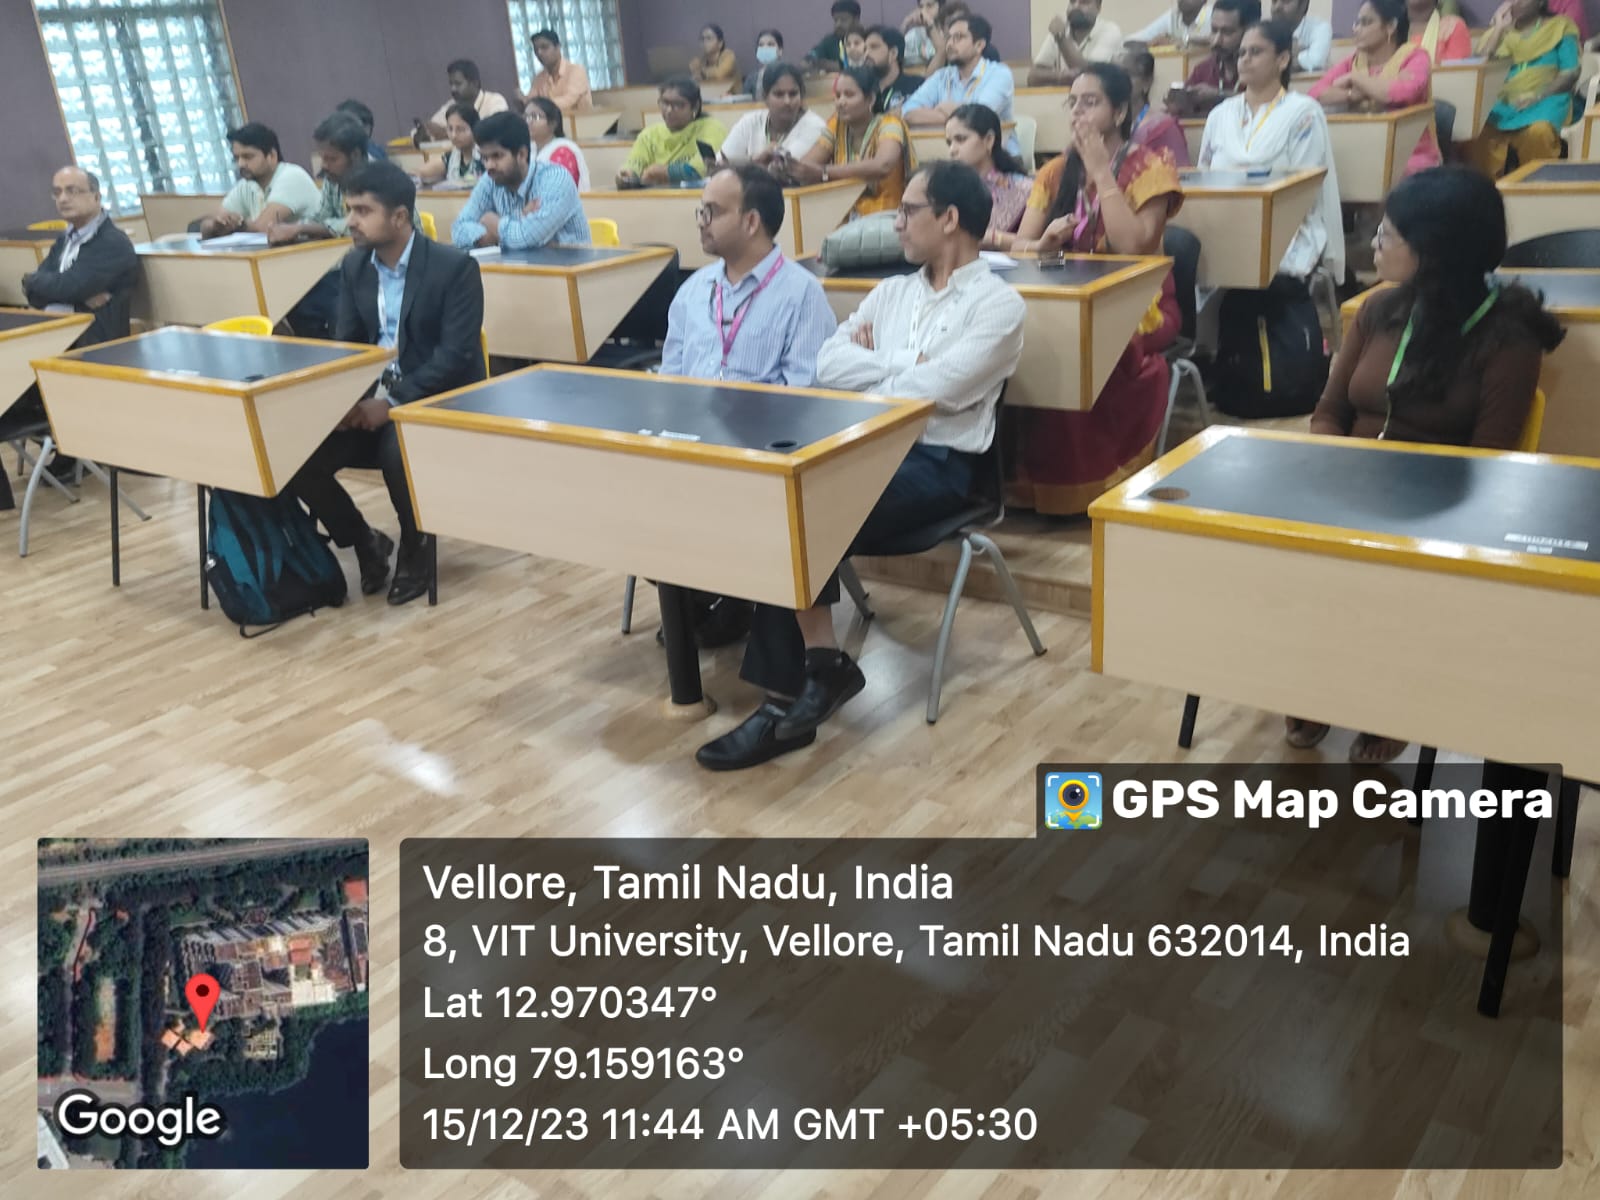 GPS Map Camera
Vellore, Tamil Nadu, India
8, VIT University, Vellore, Tamil Nadu 632014, India
Lat 12.970347°
Long 79.159163°
15/12/23 11:44 AM GMT +05:30
Google